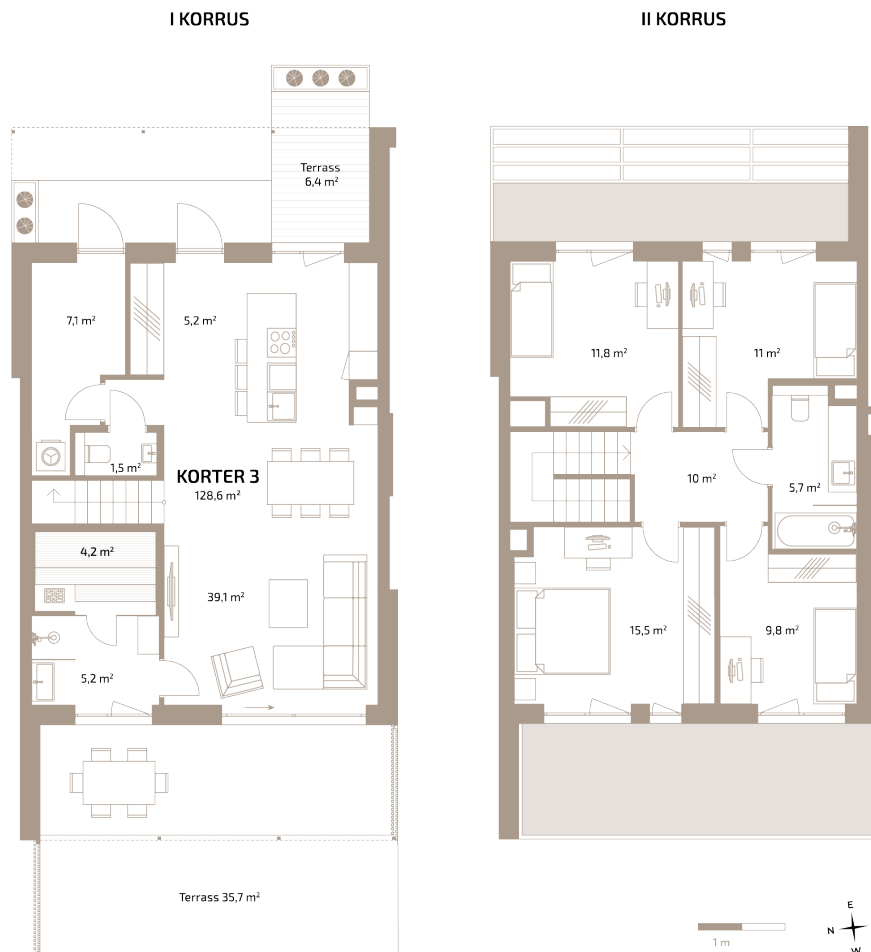 I KORRUS
II KORRUS
Terrass
6,4 m²
7,1 m²
5,2 m²
1,5 m²
KORTER 3
128,6 m²
4,2 m²
39,1 m²
5,2 m²
Terrass 35,7 m²
11,8 m²
11 m²
10 m²
5,7 m²
15,5 m²
9,8 m²
1 m
E
N
W